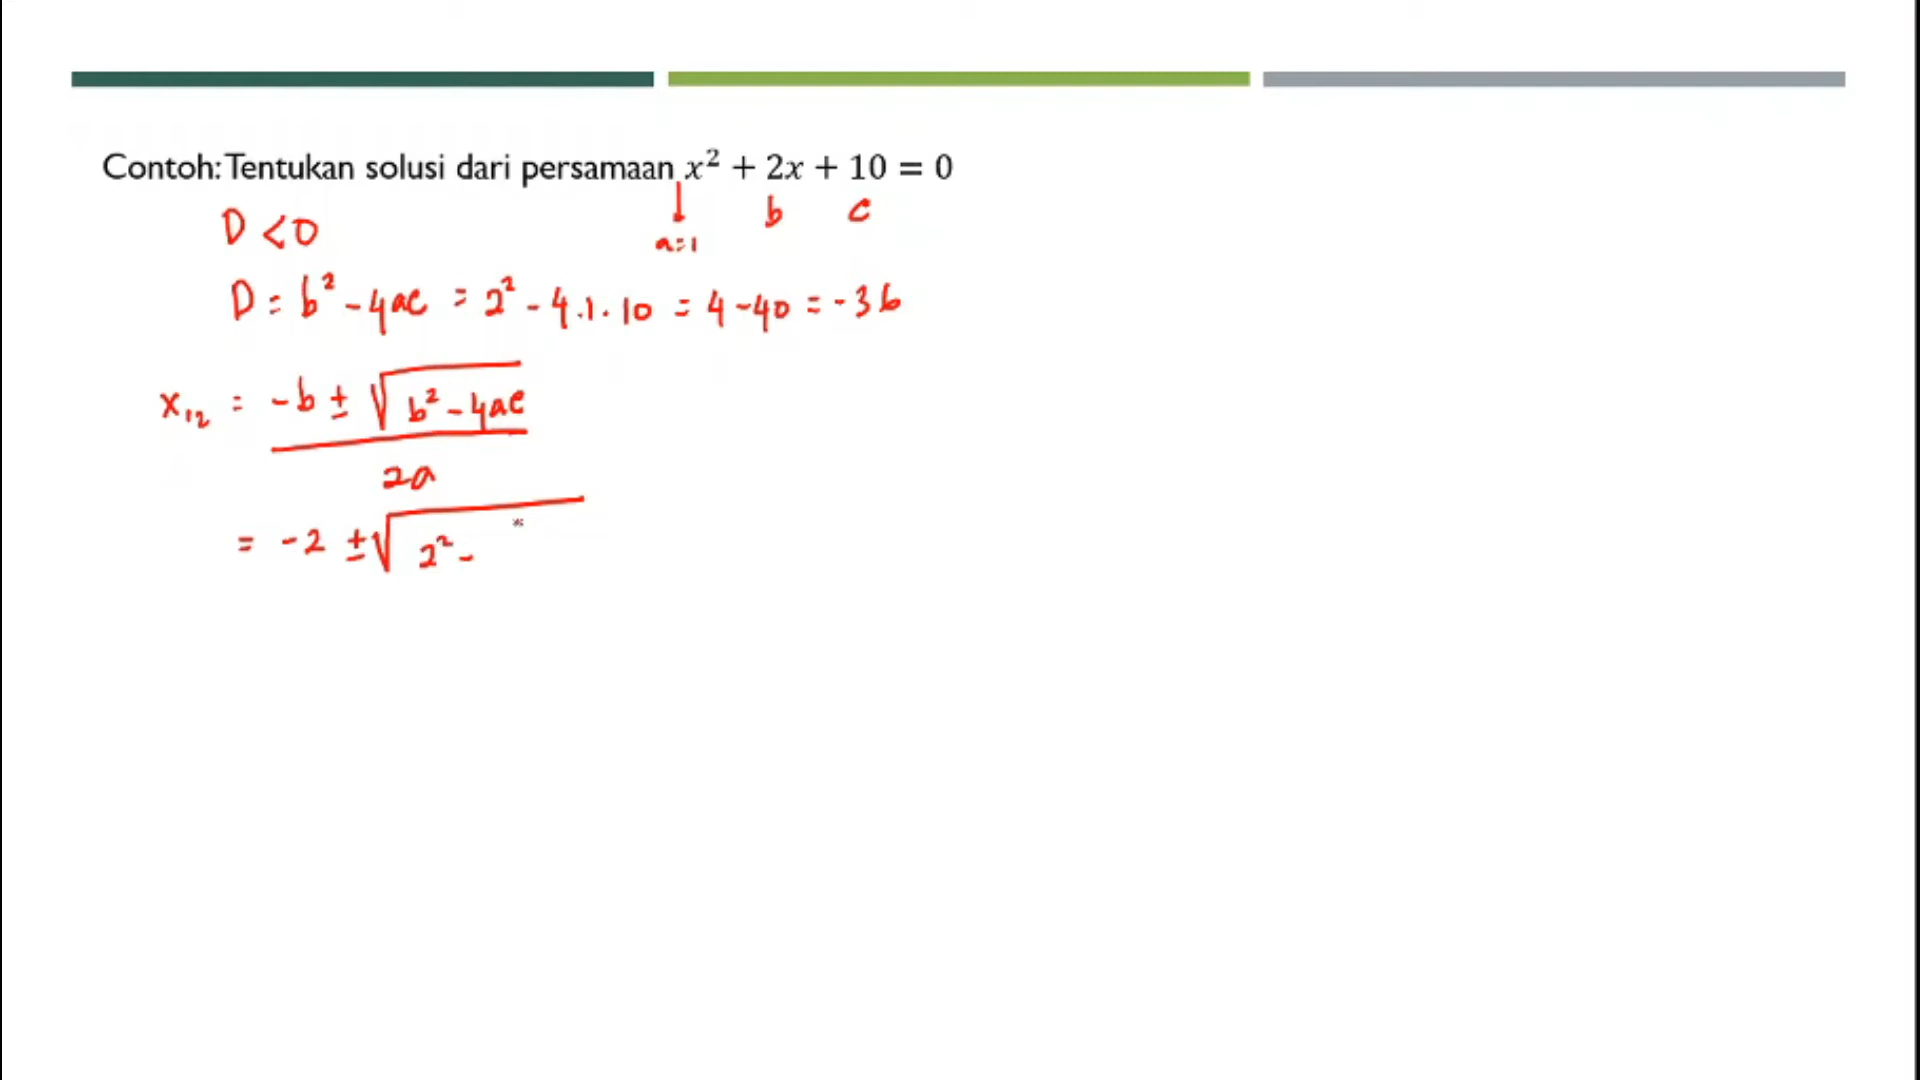 Contoh: Tentukan solusi dari persamaan x² + 2x + 10 = 0
D < 0
a=1
b
c
D = b² - 4ac = 2² - 4.1.10 = 4 - 40 = -36
x₁₂ = -b ± √b² - 4ac
2a
= -2 ± √2² -